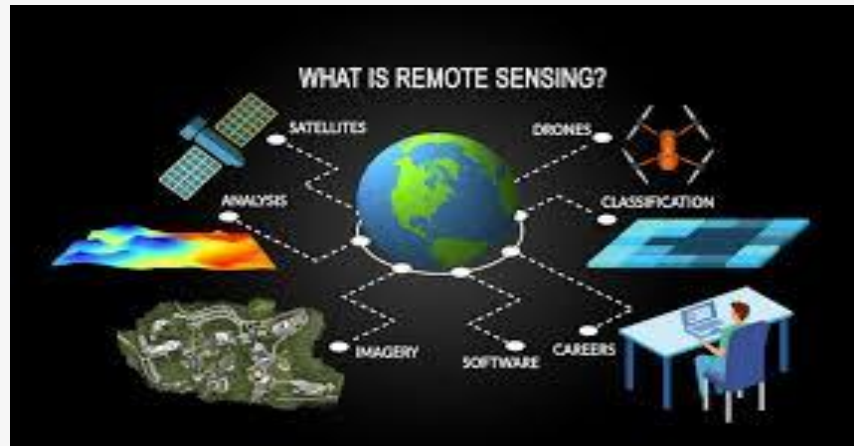 WHAT IS REMOTE SENSING?
SATELLITES
DRONES
ANALYSIS
CLASSIFICATION
IMAGERY
SOFTWARE
CAREERS